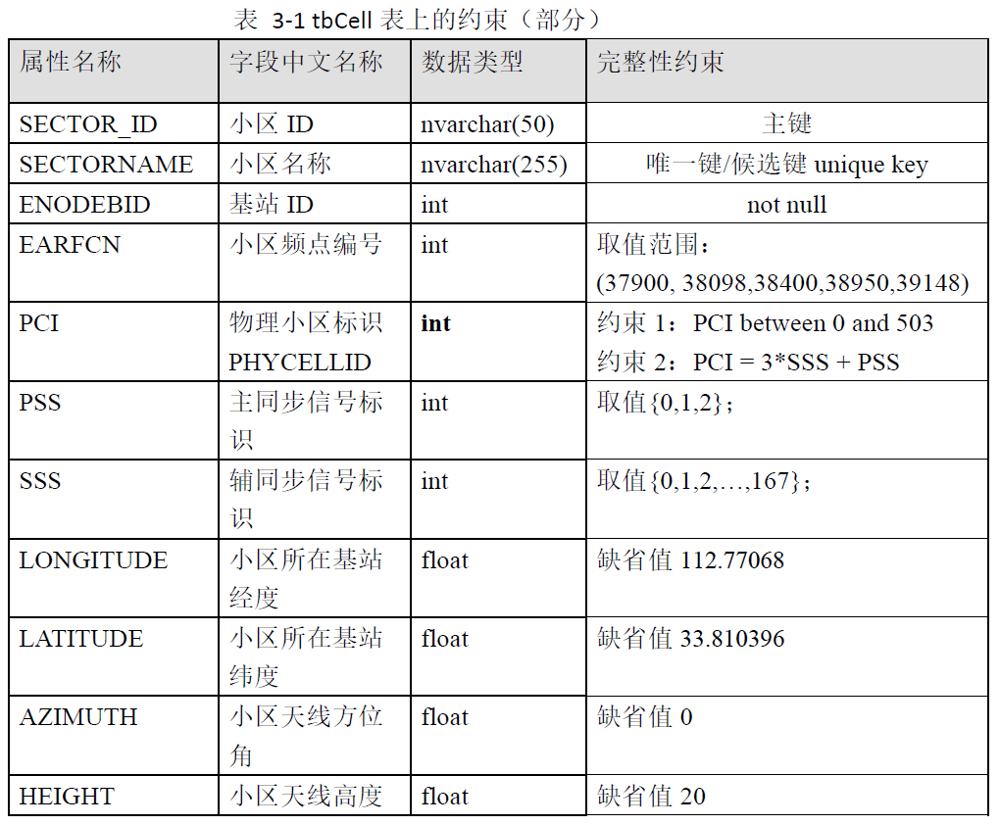 表 3-1 tbCell 表上的约束（部分）
属性名称 字段中文名称 数据类型 完整性约束
SECTOR_ID 小区 ID nvarchar(50) 主键
SECTORNAME 小区名称 nvarchar(255) 唯一键/候选键 unique key
ENODEBID 基站 ID int not null
EARFCN 小区频点编号 int 取值范围：
(37900, 38098,38400,38950,39148)
PCI 物理小区标识 int 约束 1：PCI between 0 and 503
PHYCELLID 约束 2：PCI = 3*SSS + PSS
PSS 主同步信号标 int 取值{0,1,2}；
识
SSS 辅同步信号标 int 取值{0,1,2,…,167}；
识
LONGITUDE 小区所在基站 float 缺省值 112.77068
经度
LATITUDE 小区所在基站 float 缺省值 33.810396
纬度
AZIMUTH 小区天线方位 float 缺省值 0
角
HEIGHT 小区天线高度 float 缺省值 20